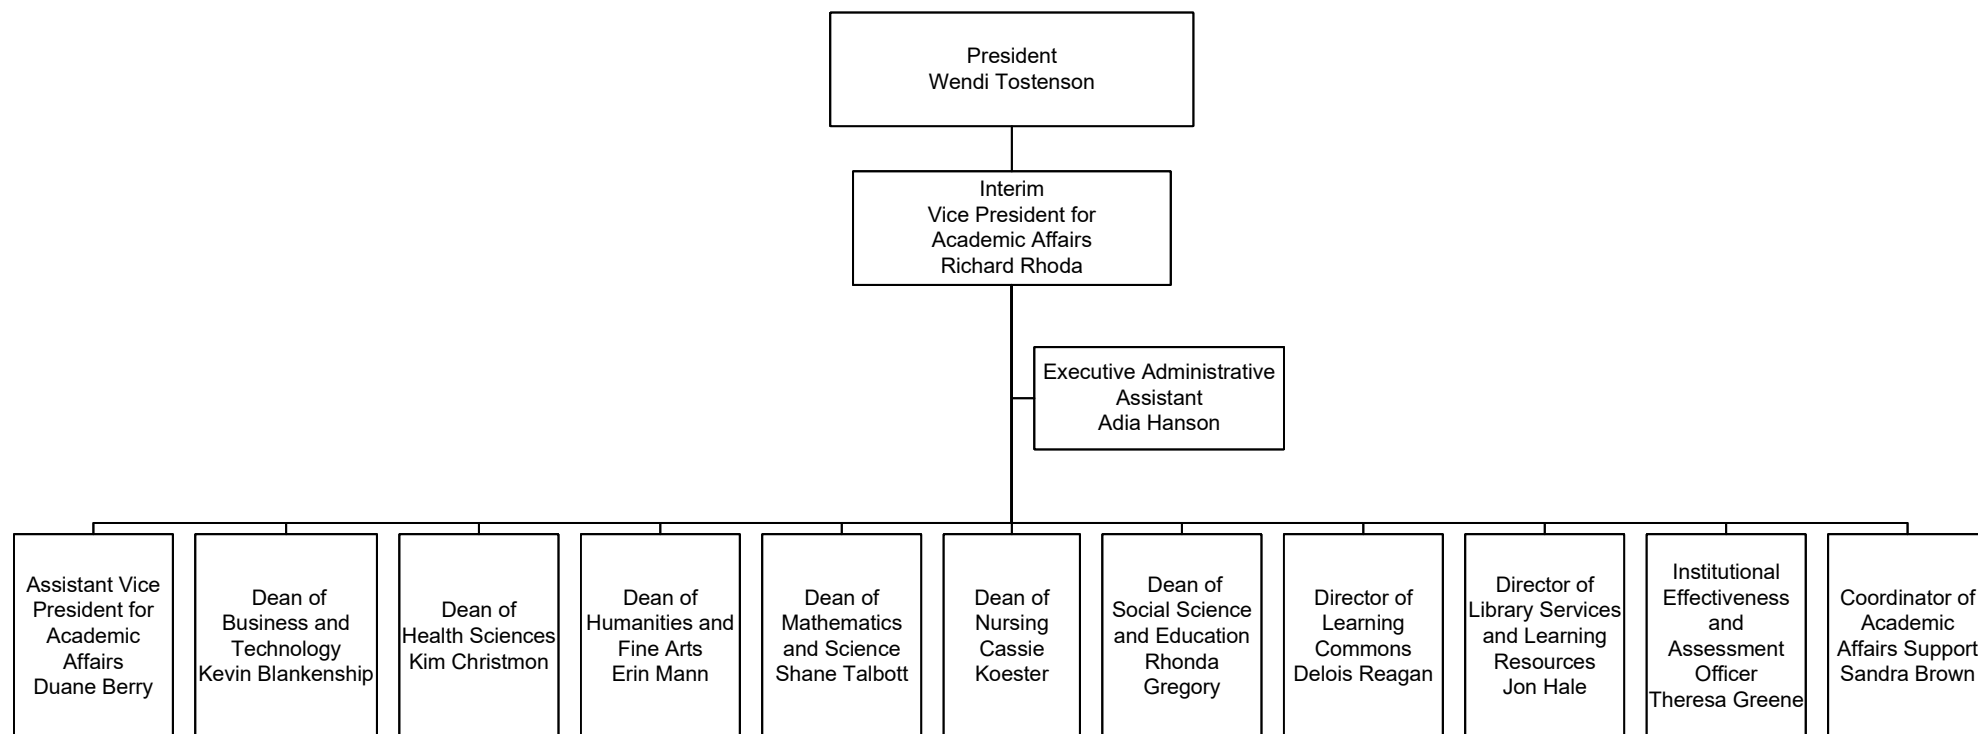 President
Wendi Tostenson
Interim
Vice President for
Academic Affairs
Richard Rhoda
Executive Administrative
Assistant
Adia Hanson
Assistant Vice
President for
Academic
Affairs
Duane Berry
Dean of
Business and
Technology
Kevin Blankenship
Dean of
Health Sciences
Kim Christmon
Dean of
Humanities and
Fine Arts
Erin Mann
Dean of
Mathematics
and Science
Shane Talbott
Dean of
Nursing
Cassie
Koester
Dean of
Social Science
and Education
Rhonda
Gregory
Director of
Learning
Commons
Delois Reagan
Director of
Library Services
and Learning
Resources
Jon Hale
Institutional
Effectiveness
and
Assessment
Officer
Theresa Greene
Coordinator of
Academic
Affairs Support
Sandra Brown